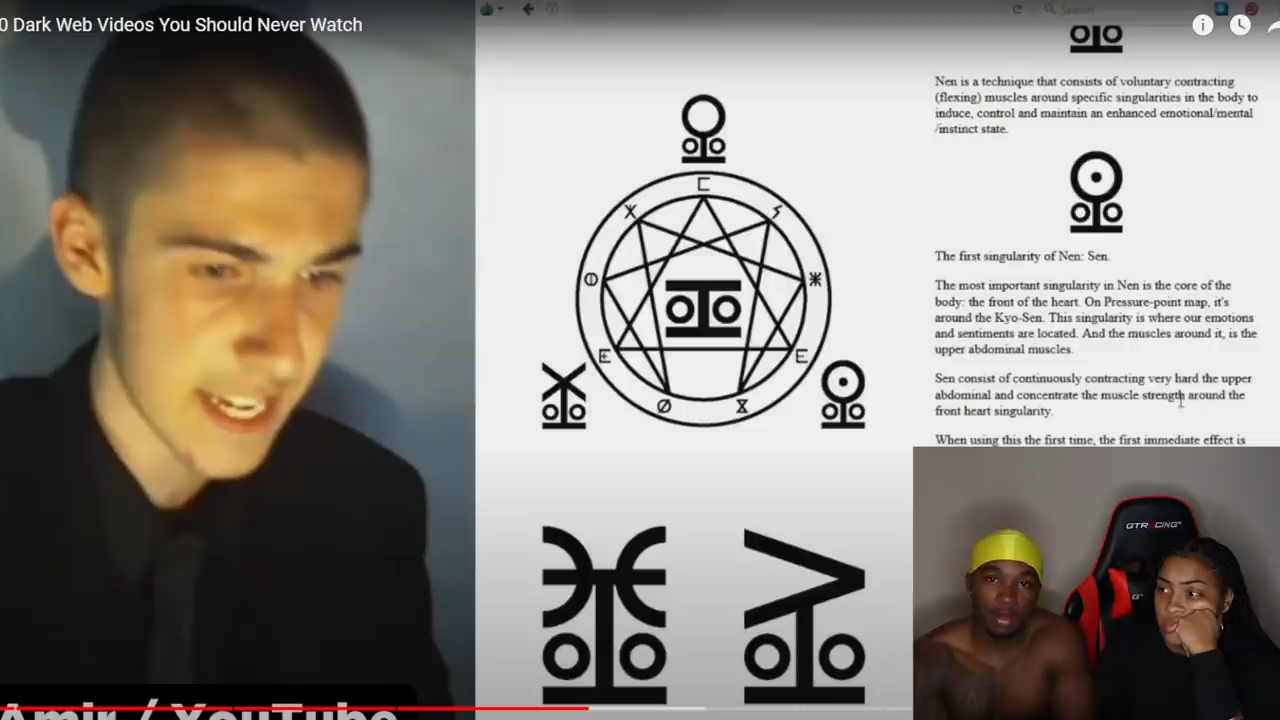 0 Dark Web Videos You Should Never Watch
Search
Nen is a technique that consists of voluntary contracting
(flexing) muscles around specific singularities in the body to
induce, control and maintain an enhanced emotional/mental
/instinct state.
The first singularity of Nen: Sen.
The most important singularity in Nen is the core of the
body: the front of the heart. On Pressure-point map, it's
around the Kyo-Sen. This singularity is where our emotions
and sentiments are located. And the muscles around it, is the
upper abdominal muscles.
Sen consist of continuously contracting very hard the upper
abdominal and concentrate the muscle strength around the
front heart singularity.
When using this the first time, the first immediate effect is
GTRACING
GT
Amir / YouTube